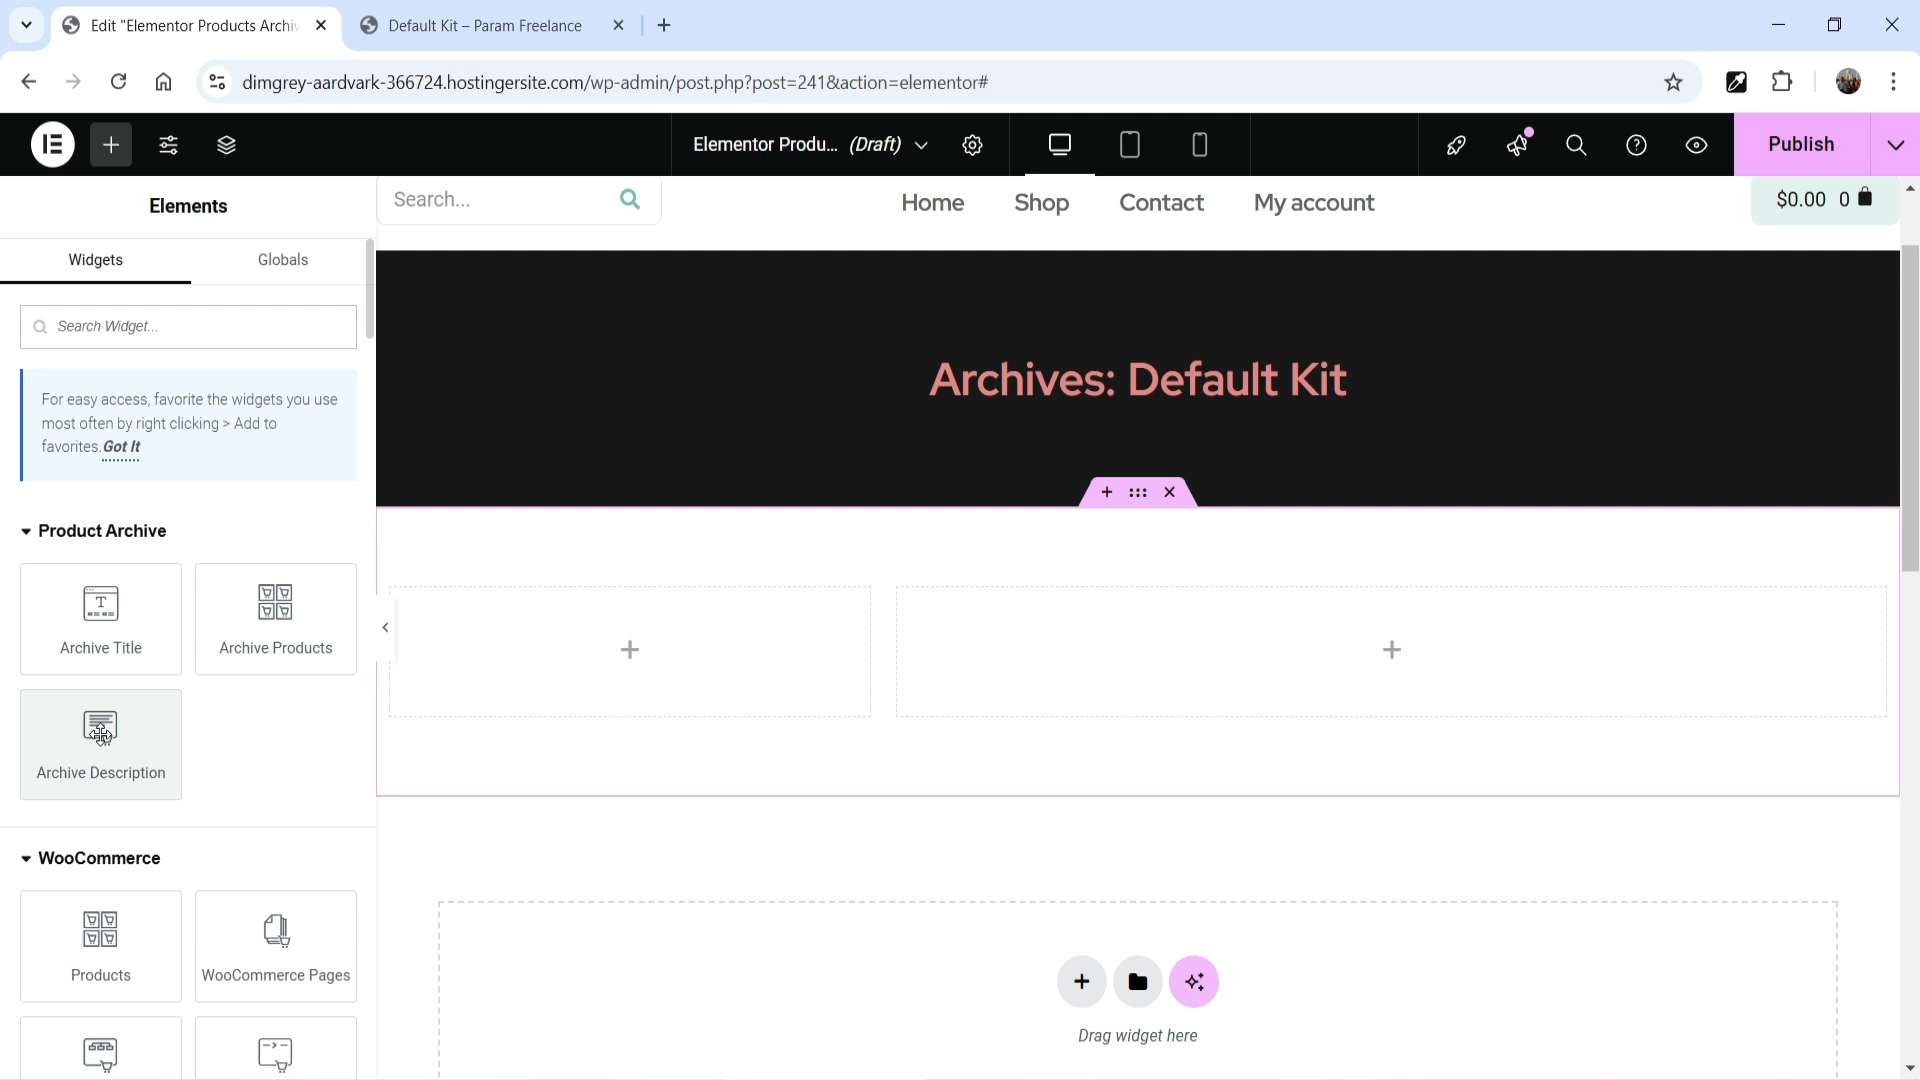 Edit "Elementor Products Archiv
Default Kit – Param Freelance
dimgrey-aardvark-366724.hostingersite.com/wp-admin/post.php?post=241&action=elementor#
Elementor Produ... (Draft)
Publish
Elements
Search...
Home
Shop
Contact
My account
$0.00 0
Widgets
Globals
Search Widget...
For easy access, favorite the widgets you use
most often by right clicking > Add to
favorites. Got It
Archives: Default Kit
Product Archive
Archive Title
Archive Products
Archive Description
WooCommerce
Products
WooCommerce Pages
Drag widget here